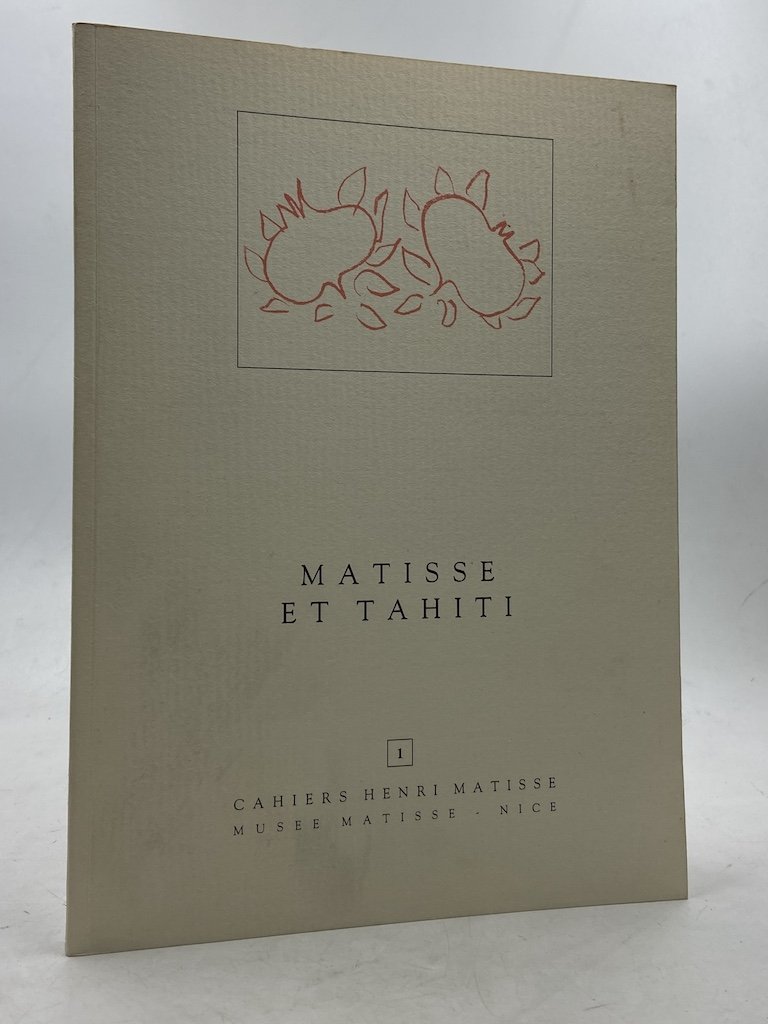 MATISSE
ET TAHITI
1
CAHIERS HENRI MATISSE
MUSEE MATISSE - NICE